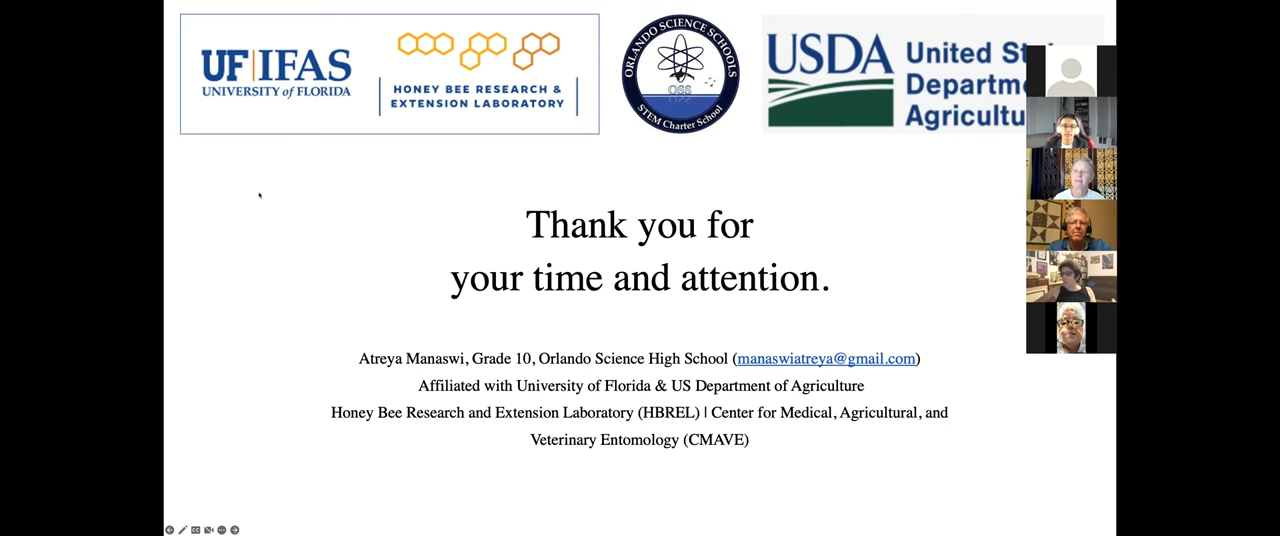 UF|IFAS
UNIVERSITY of FLORIDA
HONEY BEE RESEARCH &
EXTENSION LABORATORY
ORLANDO SCIENCE SCHOOLS
OSS
STEM Charter School
USDA
United
Agricultu
Thank you for
your time and attention.
Atreya Manaswi, Grade 10, Orlando Science High School (manaswiatreya@gmail.com)
Affiliated with University of Florida & US Department of Agriculture
Honey Bee Research and Extension Laboratory (HBREL) | Center for Medical, Agricultural, and
Veterinary Entomology (CMAVE)